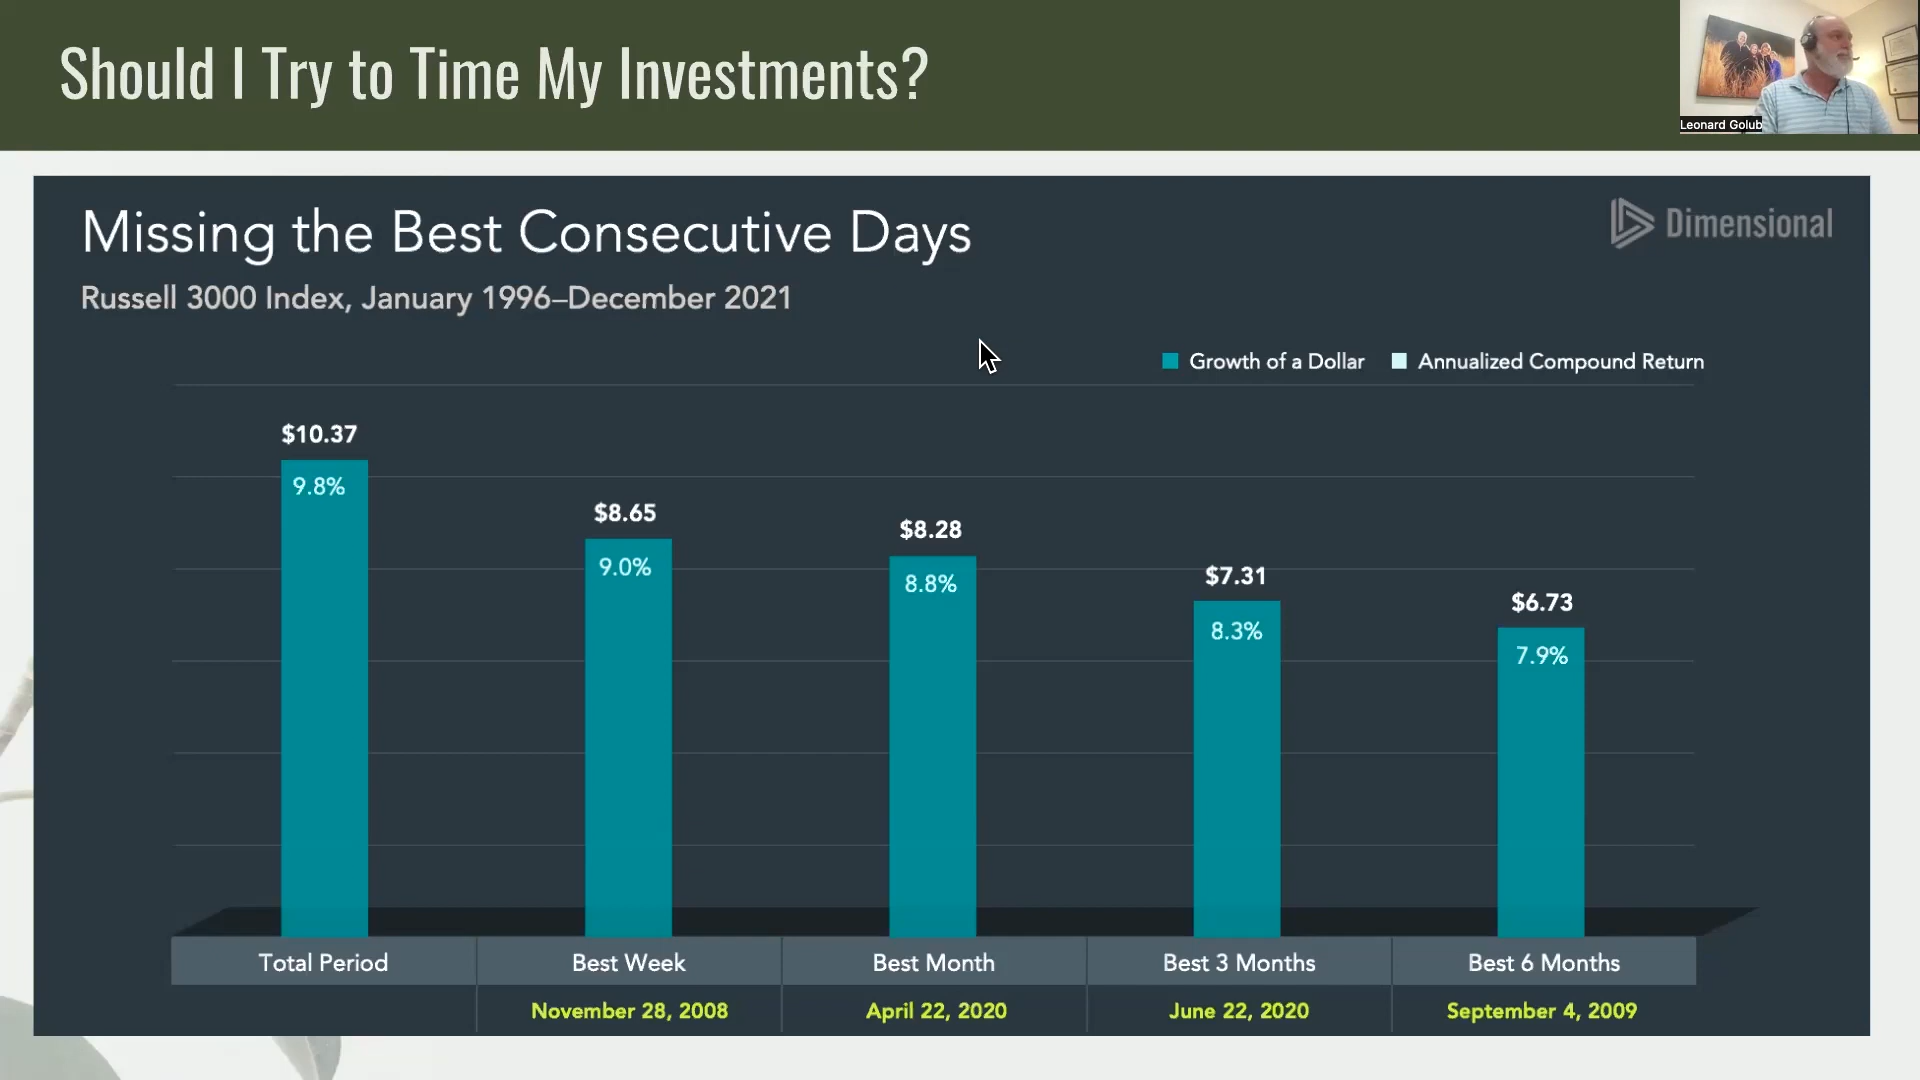 Should I Try to Time My Investments?
Leonard Golub
Missing the Best Consecutive Days
Dimensional
Russell 3000 Index, January 1996–December 2021
Growth of a Dollar
Annualized Compound Return
$10.37
9.8%
$8.65
9.0%
$8.28
8.8%
$7.31
8.3%
$6.73
7.9%
Total Period
Best Week
Best Month
Best 3 Months
Best 6 Months
November 28, 2008
April 22, 2020
June 22, 2020
September 4, 2009